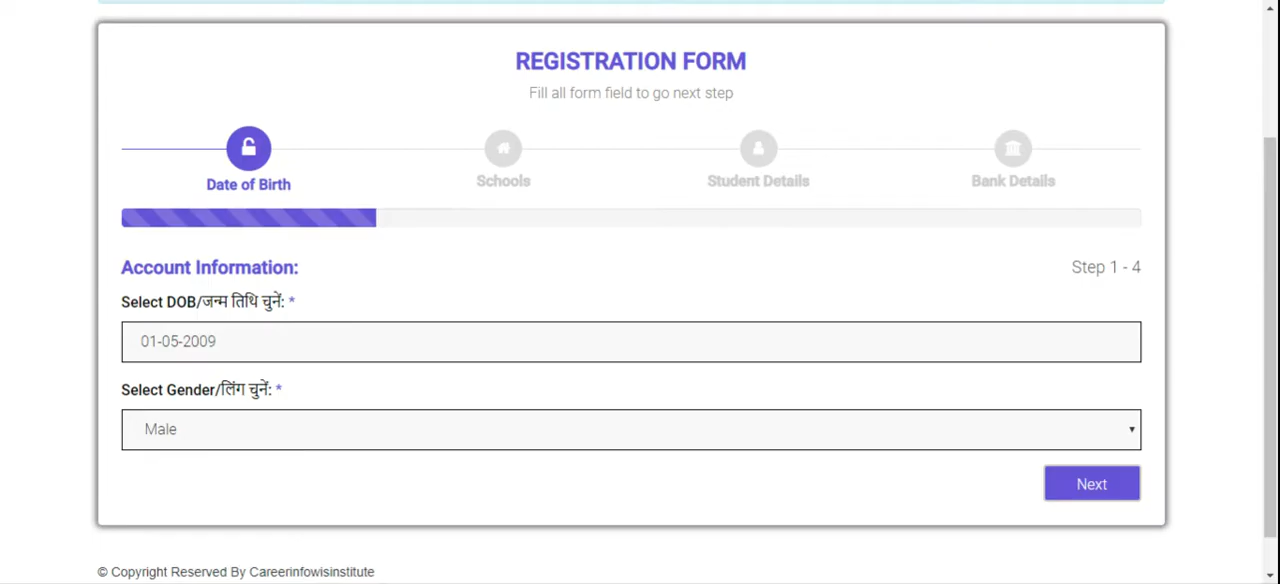 REGISTRATION FORM
Fill all form field to go next step
Date of Birth
Schools
Student Details
Bank Details
Account Information:
Step 1 - 4
Select DOB/जन्म तिथि चुनें: *
01-05-2009
Select Gender/लिंग चुनें: *
Male
Next
© Copyright Reserved By Careerinfowisinstitute